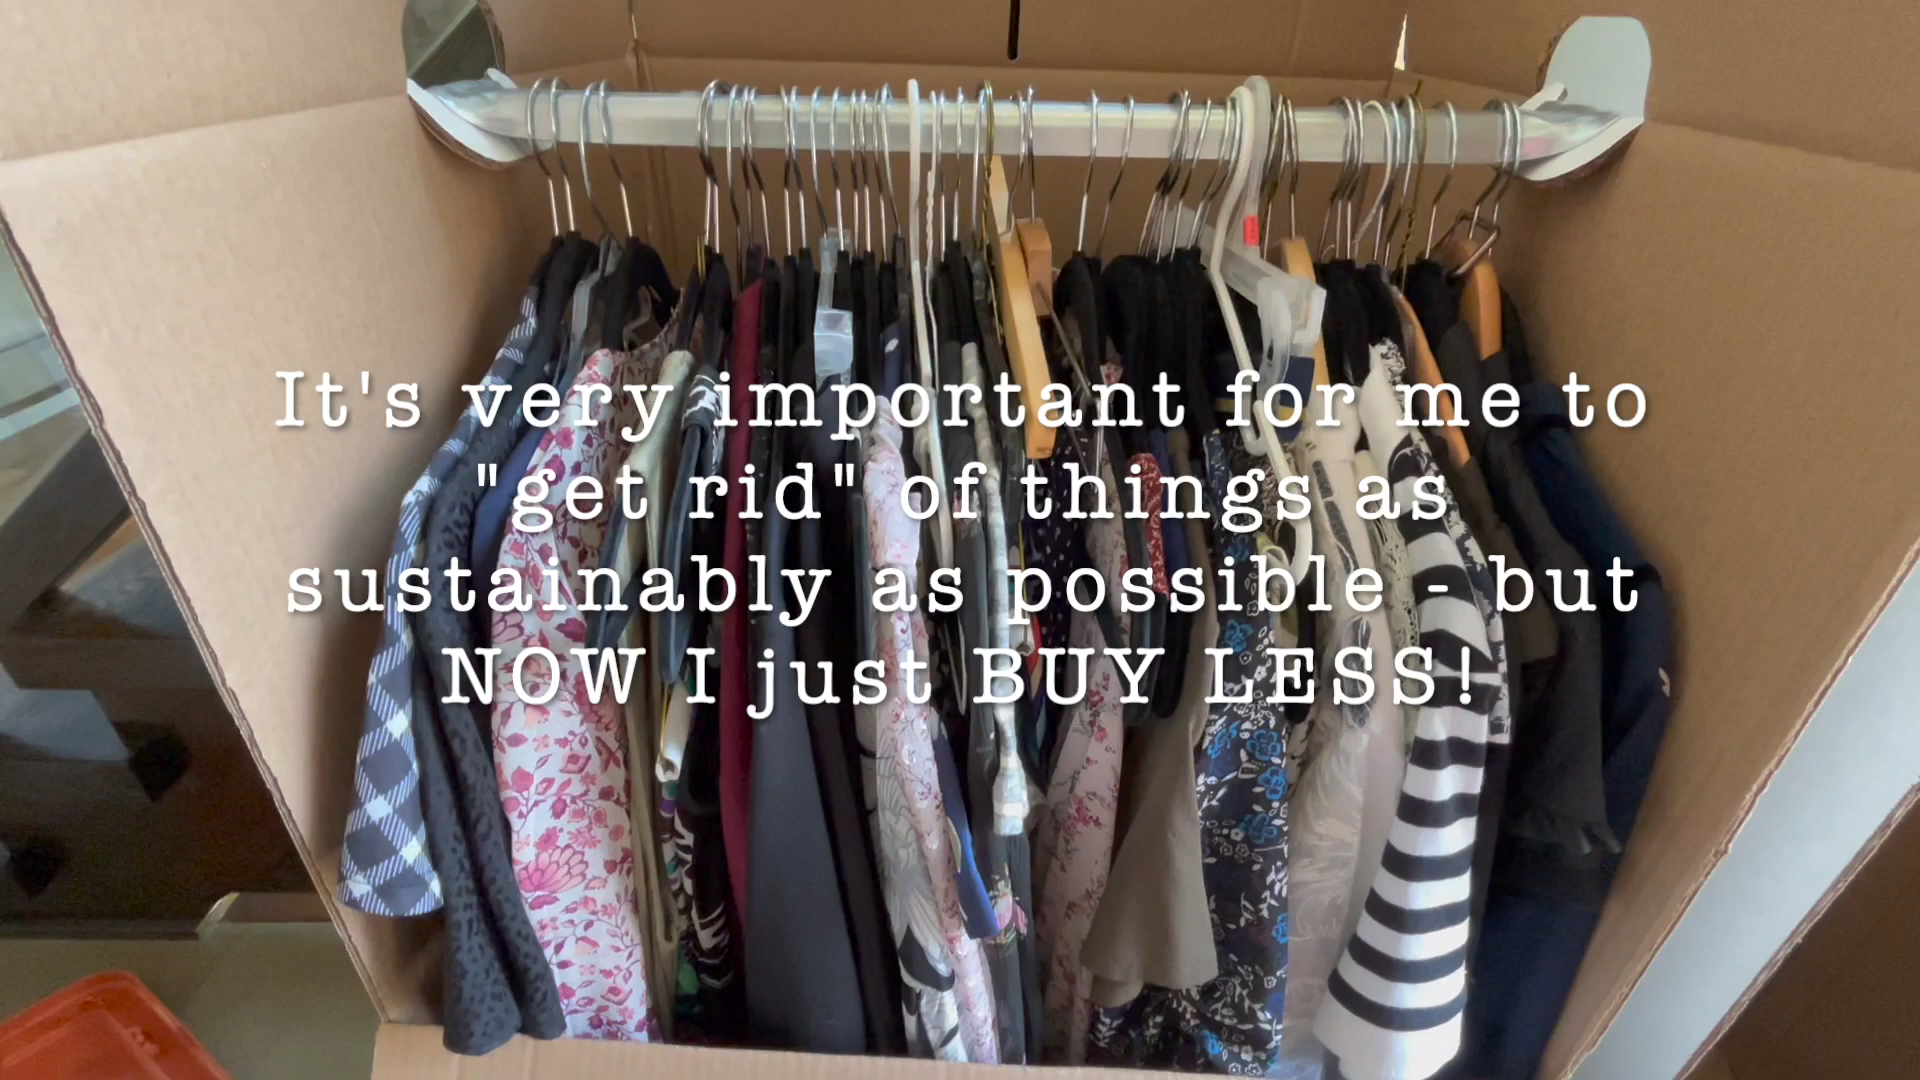 It's very important for me to
"get rid" of things as
sustainably as possible - but
NOW I just BUY LESS!